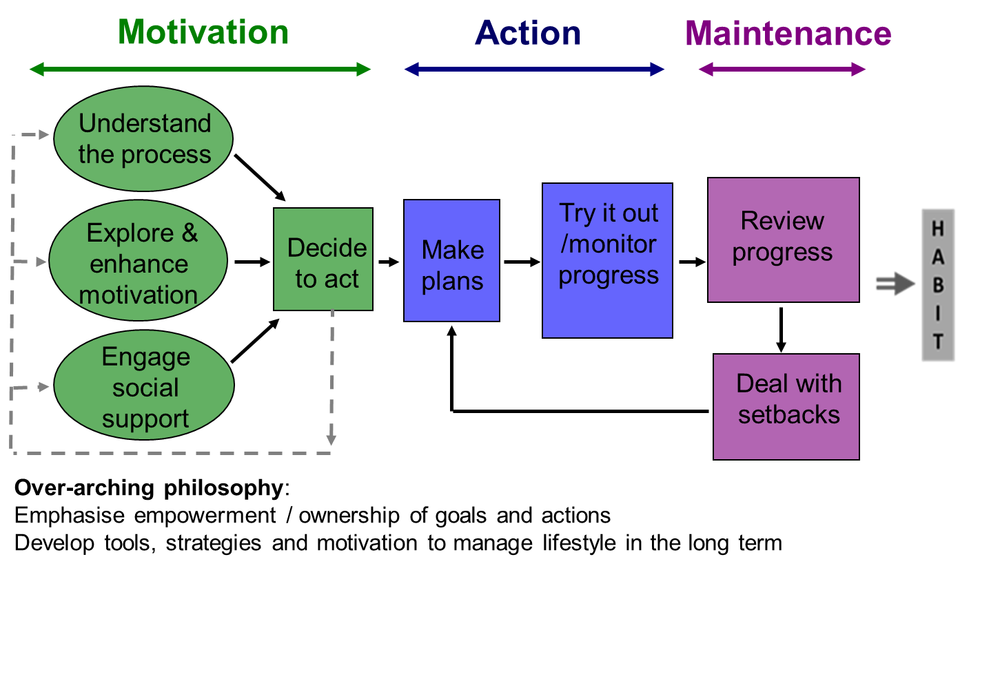 Motivation
Action
Maintenance
Understand
the process
Explore &
enhance
motivation
Engage
social
support
Decide
to act
Make
plans
Try it out
/monitor
progress
Review
progress
Deal with
setbacks
H
A
B
I
T
Over-arching philosophy:
Emphasise empowerment / ownership of goals and actions
Develop tools, strategies and motivation to manage lifestyle in the long term